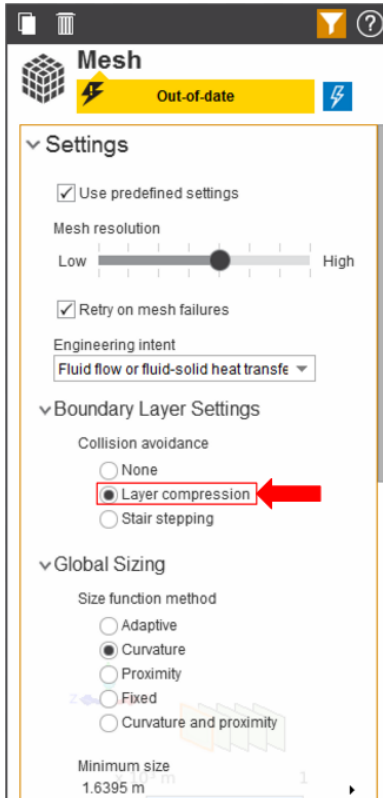 ?
Mesh
Out-of-date
Settings
Use predefined settings
Mesh resolution
Low High
Retry on mesh failures
Engineering intent
Fluid flow or fluid-solid heat transfe
Boundary Layer Settings
Collision avoidance
None
Layer compression
Stair stepping
Global Sizing
Size function method
Adaptive
Curvature
Proximity
Z
Fixed
Curvature and proximity
Minimum size
1.6395 m
1